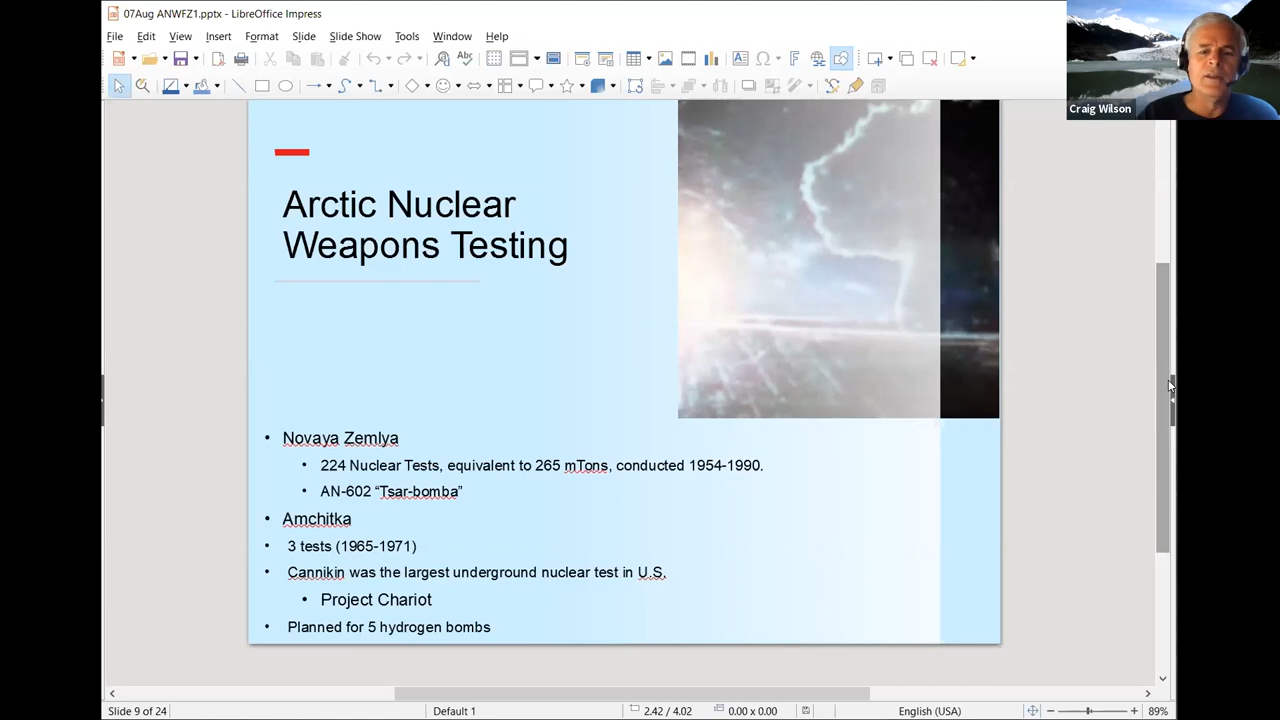 07Aug ANWFZ1.pptx - LibreOffice Impress
File Edit View Insert Format Slide Slide Show Tools Window Help
Craig Wilson
Arctic Nuclear
Weapons Testing
• Novaya Zemlya
• 224 Nuclear Tests, equivalent to 265 mTons, conducted 1954-1990.
• AN-602 “Tsar-bomba”
• Amchitka
• 3 tests (1965-1971)
• Cannikin was the largest underground nuclear test in U.S.
• Project Chariot
• Planned for 5 hydrogen bombs
Slide 9 of 24 Default 1 2.42 / 4.02 0.00 x 0.00 English (USA) 89%